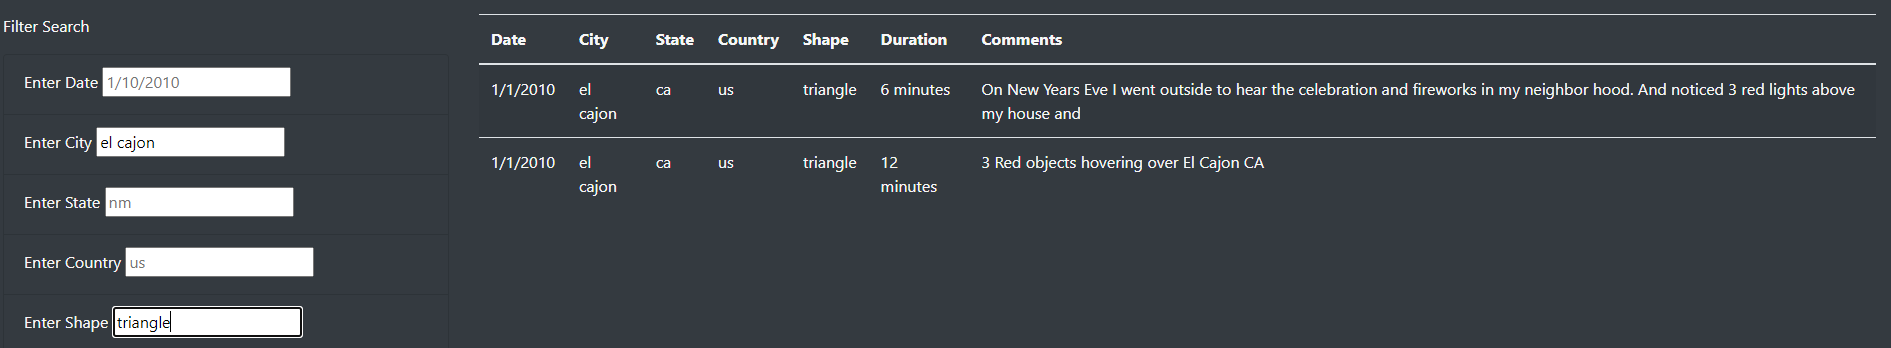 Filter Search
Enter Date 1/10/2010
Enter City el cajon
Enter State nm
Enter Country us
Enter Shape triangle
Date City State Country Shape Duration Comments
1/1/2010 el cajon ca us triangle 6 minutes On New Years Eve I went outside to hear the celebration and fireworks in my neighbor hood. And noticed 3 red lights above
my house and
1/1/2010 el cajon ca us triangle 12 minutes 3 Red objects hovering over El Cajon CA